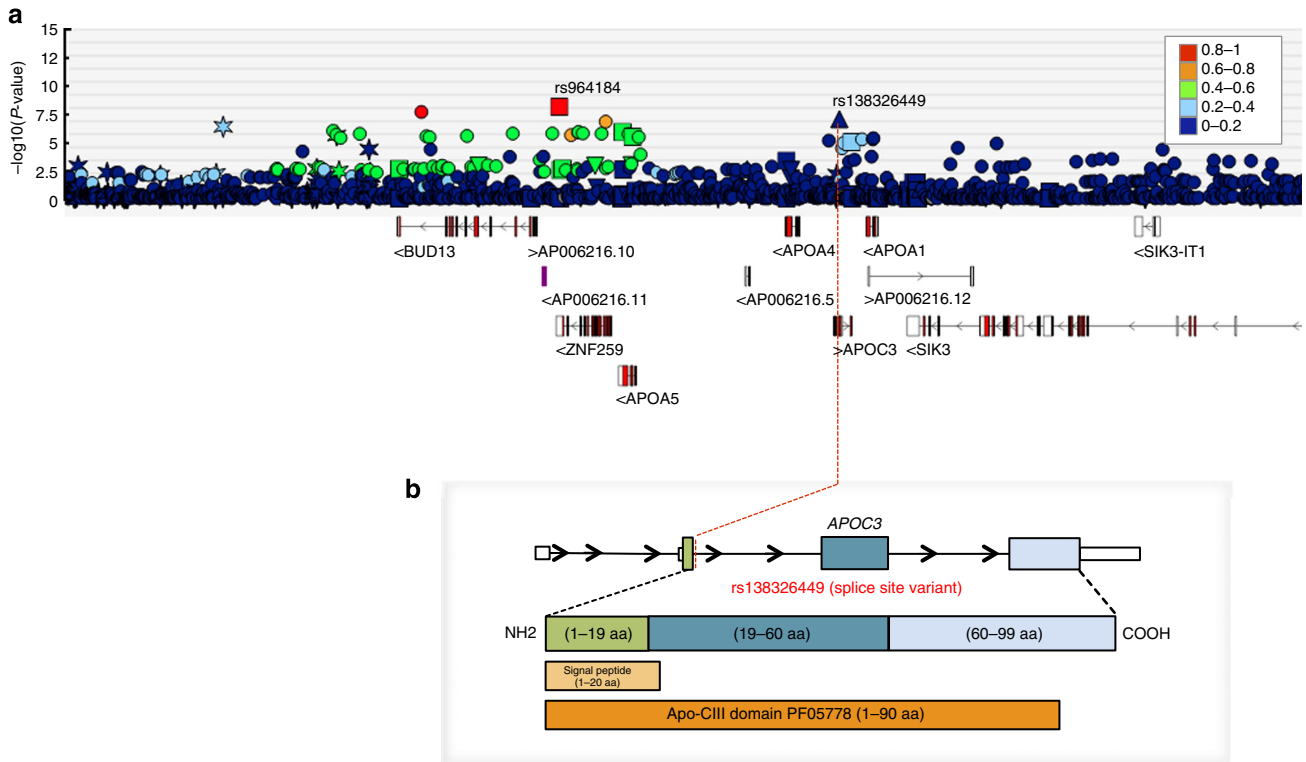 a
15
12
10
7.5
5
2.5
0
−log10(P-value)
rs964184
rs138326449
0.8–1
0.6–0.8
0.4–0.6
0.2–0.4
0–0.2
<BUD13
>AP006216.10
<APOA4
<APOA1
<SIK3-IT1
<AP006216.11
<AP006216.5
>AP006216.12
<ZNF259
>APOC3
<SIK3
<APOA5
b
APOC3
rs138326449 (splice site variant)
NH2
(1–19 aa)
(19–60 aa)
(60–99 aa)
COOH
Signal peptide
(1–20 aa)
Apo-CIII domain PF05778 (1–90 aa)